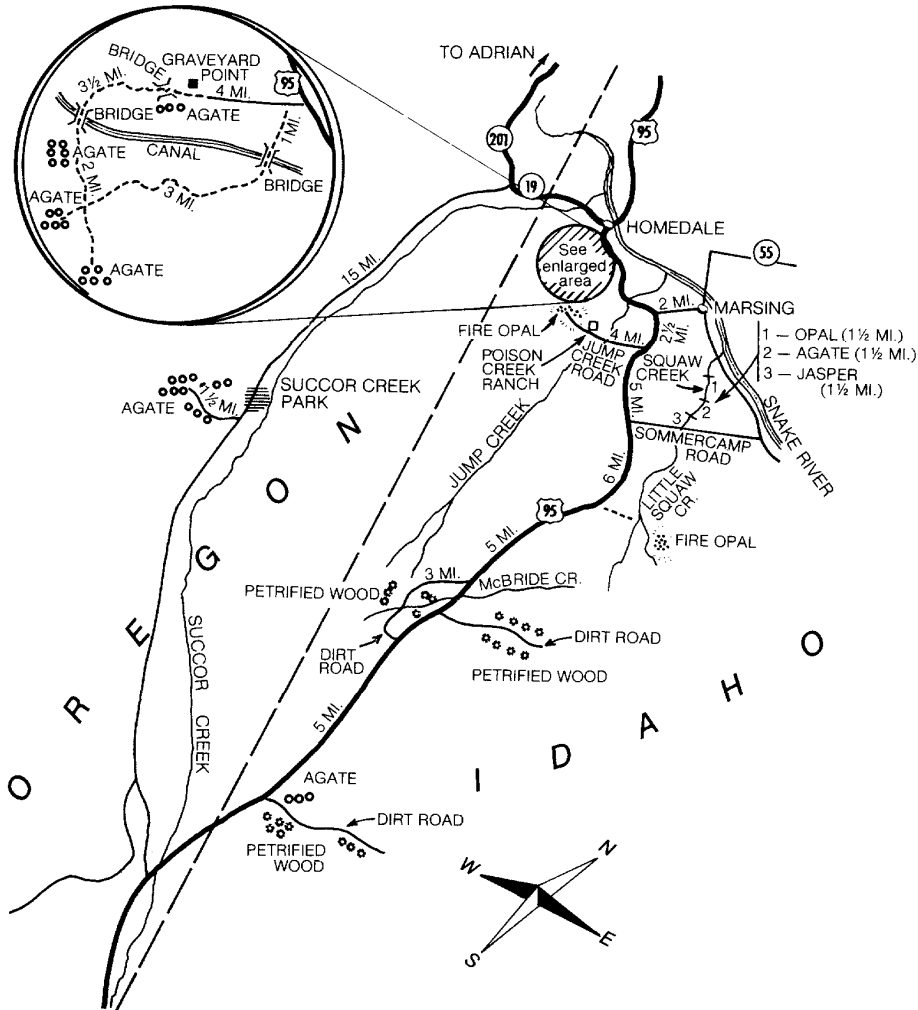 TO ADRIAN
BRIDGE
GRAVEYARD
POINT
95
3½ MI.
4 MI.
BRIDGE
AGATE
1 MI.
AGATE
CANAL
2 MI.
BRIDGE
AGATE
3 MI.
AGATE
201
95
19
HOMEDALE
See
enlarged
area
55
15 MI.
2 MI.
MARSING
FIRE OPAL
4 MI.
2½ MI.
1 – OPAL (1½ MI.)
2 – AGATE (1½ MI.)
3 – JASPER
(1½ MI.)
POISON
CREEK
RANCH
JUMP
CREEK
ROAD
SQUAW
CREEK
1
2
3
5 MI.
SUCCOR CREEK
PARK
AGATE
1½ MI.
SNAKE RIVER
SOMMERCAMP
ROAD
JUMP CREEK
6 MI.
LITTLE
SQUAW CR.
95
5 MI.
FIRE OPAL
PETRIFIED WOOD
3 MI.
McBRIDE CR.
DIRT
ROAD
DIRT ROAD
PETRIFIED WOOD
SUCCOR CREEK
OREGON
IDAHO
5 MI.
AGATE
DIRT ROAD
PETRIFIED
WOOD
N
W
E
S